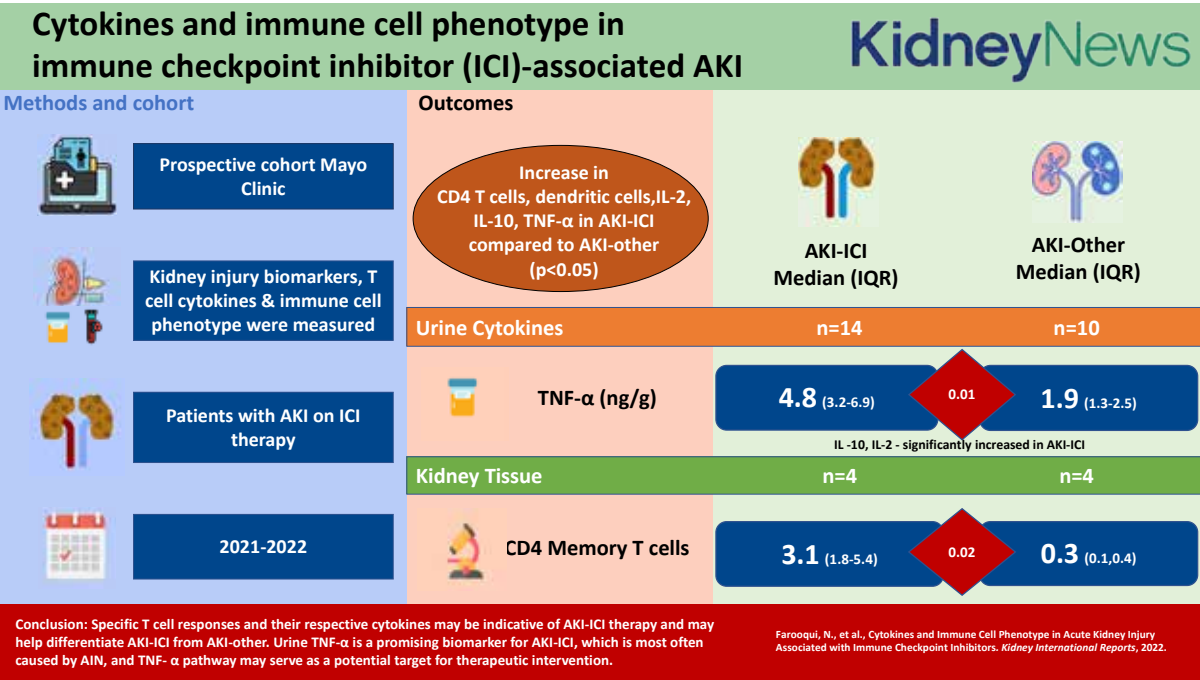 Cytokines and immune cell phenotype in
immune checkpoint inhibitor (ICI)-associated AKI
KidneyNews
Methods and cohort
Prospective cohort Mayo
Clinic
Kidney injury biomarkers, T
cell cytokines & immune cell
phenotype were measured
Patients with AKI on ICI
therapy
2021-2022
Outcomes
Increase in
CD4 T cells, dendritic cells,IL-2,
IL-10, TNF-α in AKI-ICI
compared to AKI-other
(p<0.05)
AKI-ICI
Median (IQR)
AKI-Other
Median (IQR)
Urine Cytokines n=14 n=10
TNF-α (ng/g) 4.8 (3.2-6.9) 0.01 1.9 (1.3-2.5)
IL -10, IL-2 - significantly increased in AKI-ICI
Kidney Tissue n=4 n=4
CD4 Memory T cells 3.1 (1.8-5.4) 0.02 0.3 (0.1,0.4)
Conclusion: Specific T cell responses and their respective cytokines may be indicative of AKI-ICI therapy and may
help differentiate AKI-ICI from AKI-other. Urine TNF-α is a promising biomarker for AKI-ICI, which is most often
caused by AIN, and TNF- α pathway may serve as a potential target for therapeutic intervention.
Farooqui, N., et al., Cytokines and Immune Cell Phenotype in Acute Kidney Injury
Associated with Immune Checkpoint Inhibitors. Kidney International Reports, 2022.